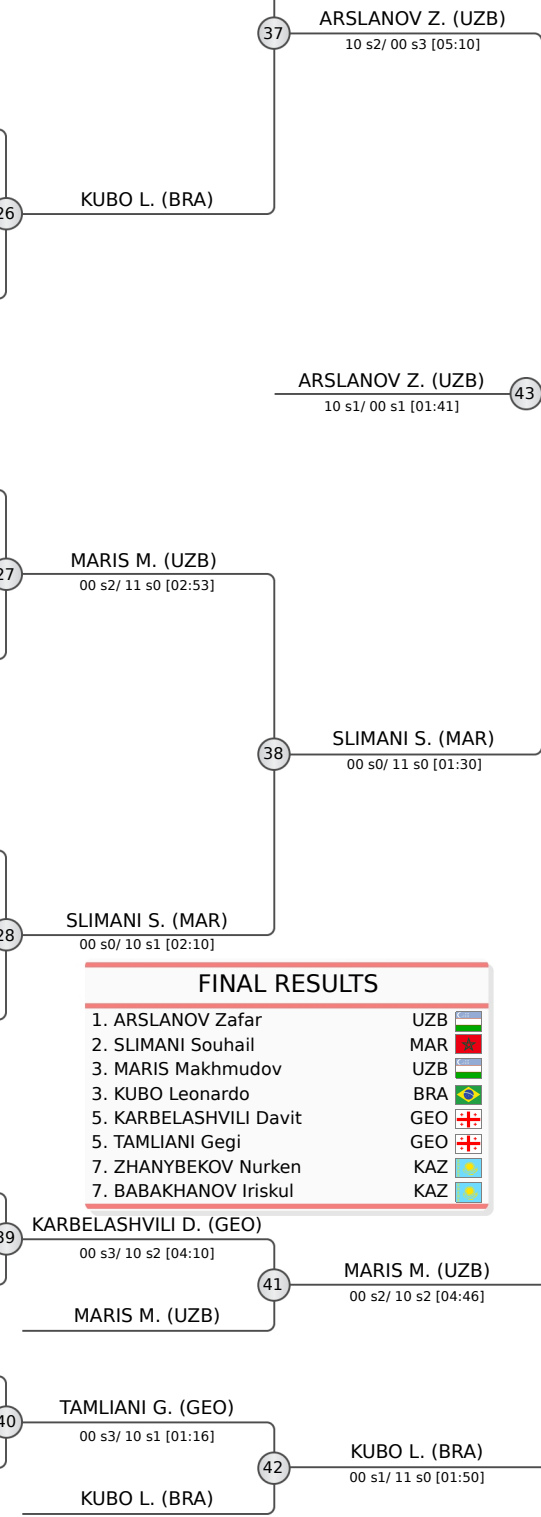 37
ARSLANOV Z. (UZB)
10 s2/ 00 s3 [05:10]
26
KUBO L. (BRA)
ARSLANOV Z. (UZB)
10 s1/ 00 s1 [01:41]
43
27
MARIS M. (UZB)
00 s2/ 11 s0 [02:53]
38
SLIMANI S. (MAR)
00 s0/ 11 s0 [01:30]
28
SLIMANI S. (MAR)
00 s0/ 10 s1 [02:10]
FINAL RESULTS
1. ARSLANOV Zafar UZB
2. SLIMANI Souhail MAR
3. MARIS Makhmudov UZB
3. KUBO Leonardo BRA
5. KARBELASHVILI Davit GEO
5. TAMLIANI Gegi GEO
7. ZHANYBEKOV Nurken KAZ
7. BABAKHANOV Iriskul KAZ
39
KARBELASHVILI D. (GEO)
00 s3/ 10 s2 [04:10]
41
MARIS M. (UZB)
00 s2/ 10 s2 [04:46]
MARIS M. (UZB)
40
TAMLIANI G. (GEO)
00 s3/ 10 s1 [01:16]
42
KUBO L. (BRA)
00 s1/ 11 s0 [01:50]
KUBO L. (BRA)